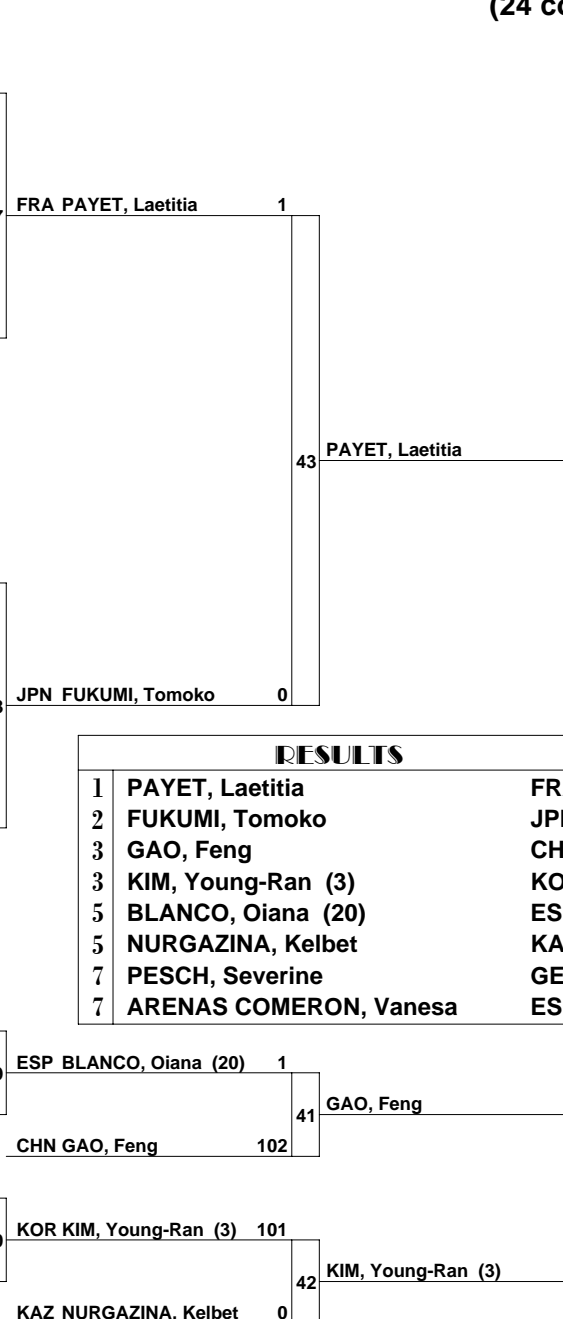 (24
FRA PAYET, Laetitia 1
43 PAYET, Laetitia
JPN FUKUMI, Tomoko 0
RESULTS
1 PAYET, Laetitia
2 FUKUMI, Tomoko
3 GAO, Feng
3 KIM, Young-Ran (3)
5 BLANCO, Oiana (20)
5 NURGAZINA, Kelbet
7 PESCH, Severine
7 ARENAS COMERON, Vanesa
ESP BLANCO, Oiana (20) 1
41 GAO, Feng
CHN GAO, Feng 102
KOR KIM, Young-Ran (3) 101
42 KIM, Young-Ran (3)
KAZ NURGAZINA, Kelbet 0